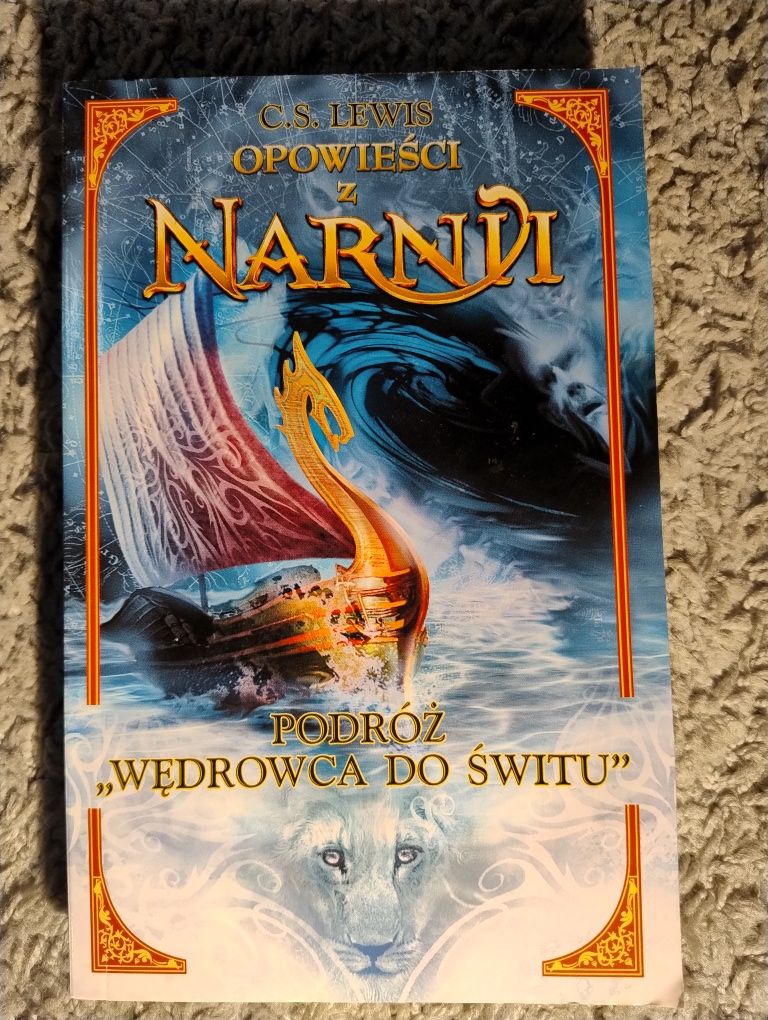 C.S. LEWIS
OPOWIEŚCI
Z
NARNII
PODRÓŻ
„WĘDROWCA DO ŚWITU”